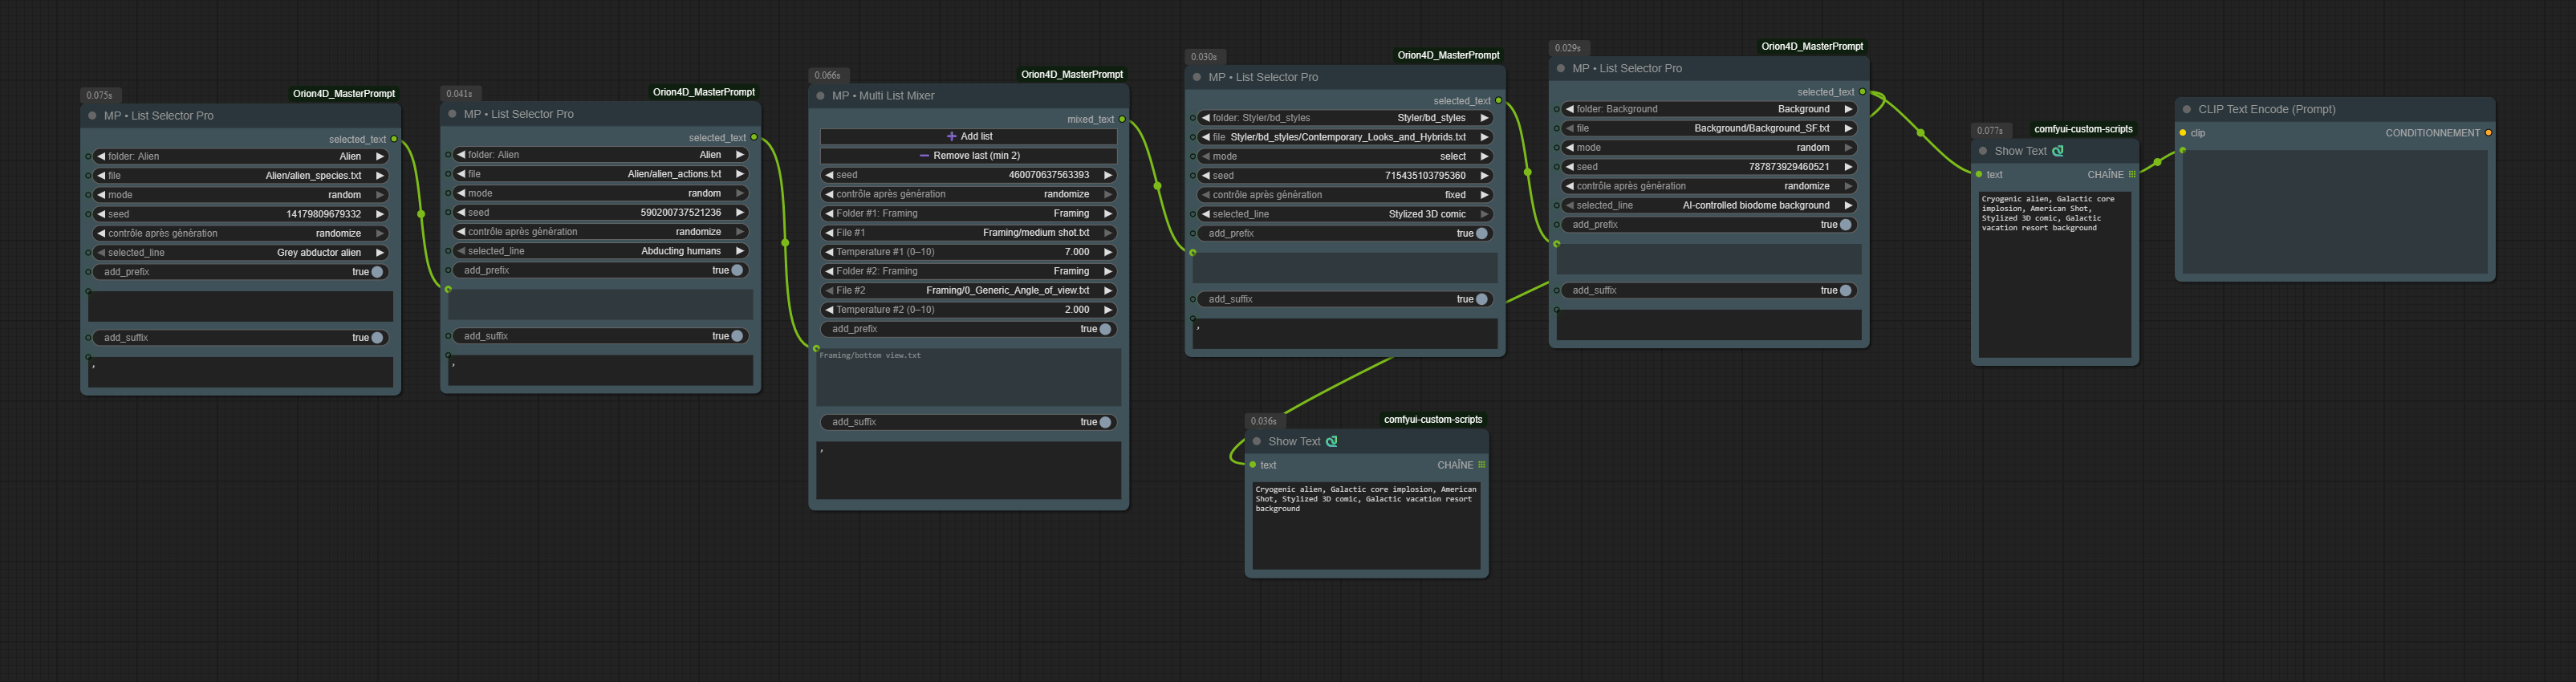 0.075s
Orion4D_MasterPrompt
MP • List Selector Pro
selected_text
folder: Alien Alien
file Alien/alien_species.txt
mode random
seed 14179809679332
contrôle après génération randomize
selected_line Grey abductor alien
add_prefix true
add_suffix true
,
0.041s
Orion4D_MasterPrompt
MP • List Selector Pro
selected_text
folder: Alien Alien
file Alien/alien_actions.txt
mode random
seed 590200737521236
contrôle après génération randomize
selected_line Abducting humans
add_prefix true
add_suffix true
,
0.066s
Orion4D_MasterPrompt
MP • Multi List Mixer
mixed_text
Add list
Remove last (min 2)
seed 460070637563393
contrôle après génération randomize
Folder #1: Framing Framing
File #1 Framing/medium shot.txt
Temperature #1 (0–10) 7.000
Folder #2: Framing Framing
File #2 Framing/0_Generic_Angle_of_view.txt
Temperature #2 (0–10) 2.000
add_prefix true
Framing/bottom view.txt
add_suffix true
,
0.030s
Orion4D_MasterPrompt
MP • List Selector Pro
selected_text
folder: Styler/bd_styles Styler/bd_styles
file Styler/bd_styles/Contemporary_Looks_and_Hybrids.txt
mode select
seed 715435103795360
contrôle après génération fixed
selected_line Stylized 3D comic
add_prefix true
add_suffix true
,
0.036s
comfyui-custom-scripts
Show Text
text CHAÎNE
Cryogenic alien, Galactic core implosion, American
Shot, Stylized 3D comic, Galactic vacation resort
background
0.029s
Orion4D_MasterPrompt
MP • List Selector Pro
selected_text
folder: Background Background
file Background/Background_SF.txt
mode random
seed 787873929460521
contrôle après génération randomize
selected_line AI-controlled biodome background
add_prefix true
add_suffix true
0.077s
comfyui-custom-scripts
Show Text
text CHAÎNE
Cryogenic alien, Galactic core
implosion, American Shot,
Stylized 3D comic, Galactic
vacation resort background
CLIP Text Encode (Prompt)
clip CONDITIONNEMENT